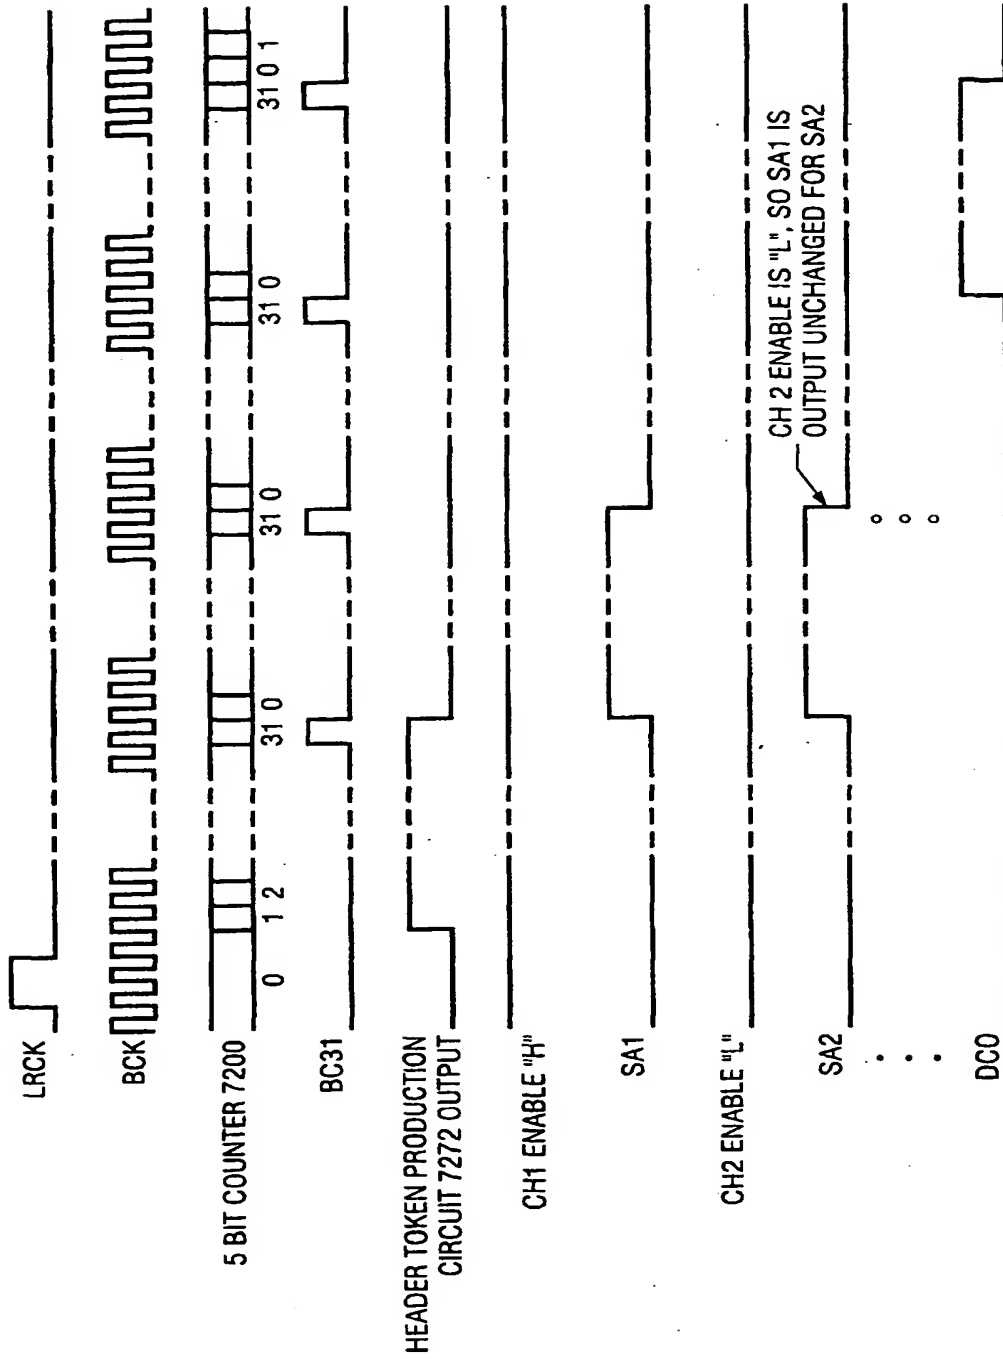 LRCK
BCK
5 BIT COUNTER 7200
0 1 2 31 0 31 0 31 0 31 0 1
BC31
HEADER TOKEN PRODUCTION
CIRCUIT 7272 OUTPUT
CH1 ENABLE "H"
SA1
CH2 ENABLE "L"
CH 2 ENABLE IS "L", SO SA1 IS
OUTPUT UNCHANGED FOR SA2
SA2
DCO